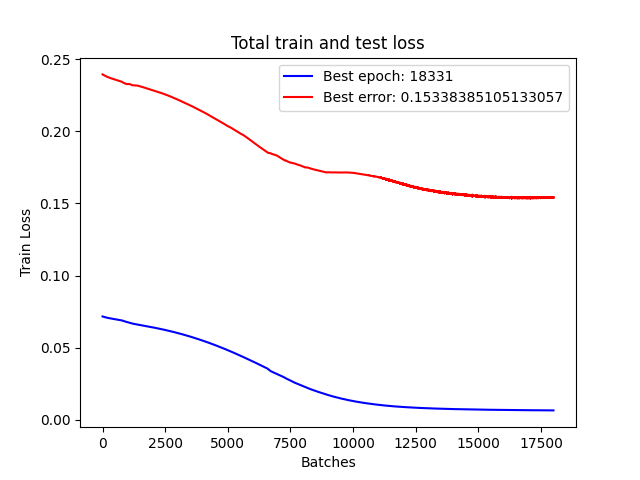 Total train and test loss
Best epoch: 18331
Best error: 0.15338385105133057
0.25
0.20
0.15
0.10
0.05
0.00
Train Loss
0 2500 5000 7500 10000 12500 15000 17500
Batches